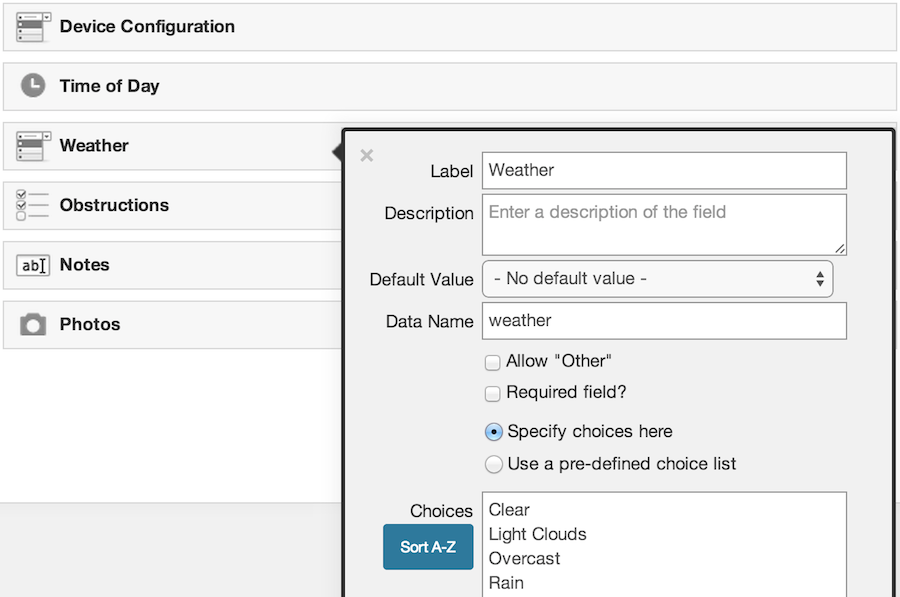 Device Configuration
Time of Day
Weather
Obstructions
abI Notes
Photos
×
Label Weather
Description Enter a description of the field
Default Value - No default value -
Data Name weather
Allow "Other"
Required field?
Specify choices here
Use a pre-defined choice list
Choices Clear
Light Clouds
Sort A-Z
Overcast
Rain